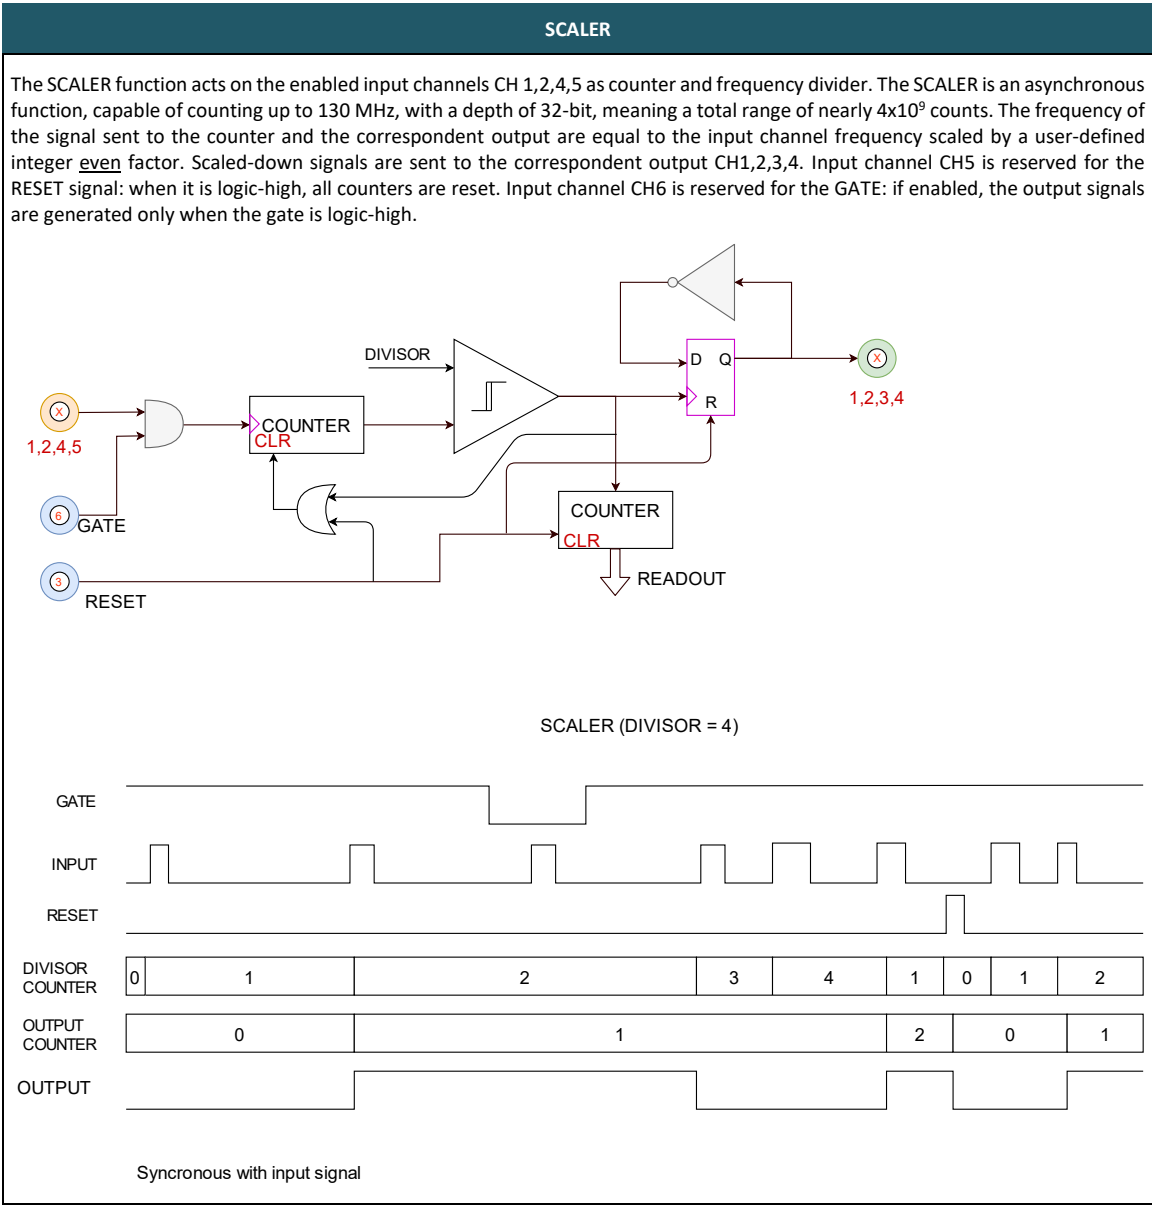 SCALER
The SCALER function acts on the enabled input channels CH 1,2,4,5 as counter and frequency divider. The SCALER is an asynchronous
function, capable of counting up to 130 MHz, with a depth of 32-bit, meaning a total range of nearly 4x10⁹ counts. The frequency of
the signal sent to the counter and the correspondent output are equal to the input channel frequency scaled by a user-defined
integer even factor. Scaled-down signals are sent to the correspondent output CH1,2,3,4. Input channel CH5 is reserved for the
RESET signal: when it is logic-high, all counters are reset. Input channel CH6 is reserved for the GATE: if enabled, the output signals
are generated only when the gate is logic-high.
DIVISOR
D Q
R
X
1,2,3,4
X
1,2,4,5
COUNTER
CLR
6
GATE
COUNTER
CLR
3
RESET
READOUT
SCALER (DIVISOR = 4)
GATE
INPUT
RESET
DIVISOR
COUNTER
0 1 2 3 4 1 0 1 2
OUTPUT
COUNTER
0 1 2 0 1
OUTPUT
Syncronous with input signal